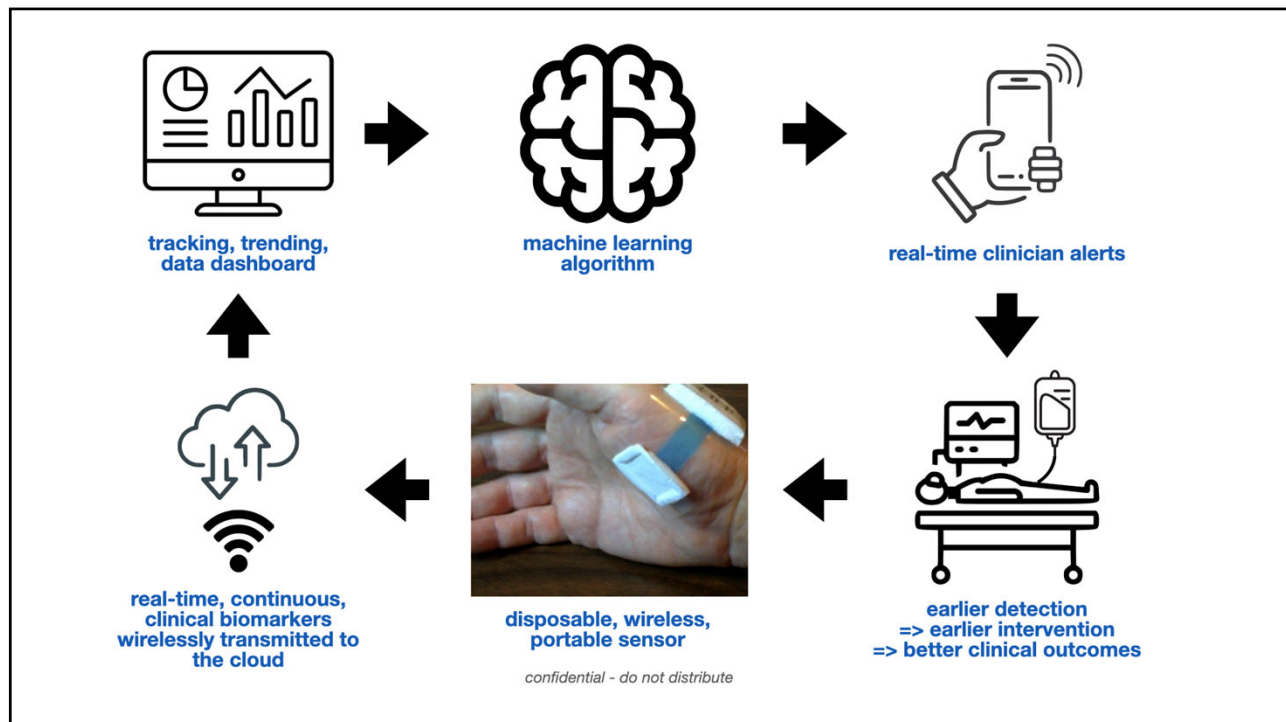 tracking, trending,
data dashboard
machine learning
algorithm
real-time clinician alerts
real-time, continuous,
clinical biomarkers
wirelessly transmitted to
the cloud
disposable, wireless,
portable sensor
earlier detection
=> earlier intervention
=> better clinical outcomes
confidential - do not distribute